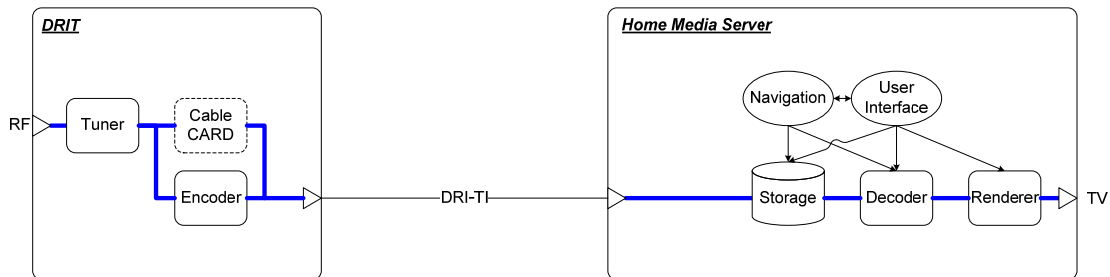 DRIT
Home Media Server
RF
Tuner
Cable
CARD
Encoder
DRI-TI
Navigation
User
Interface
Storage
Decoder
Renderer
TV